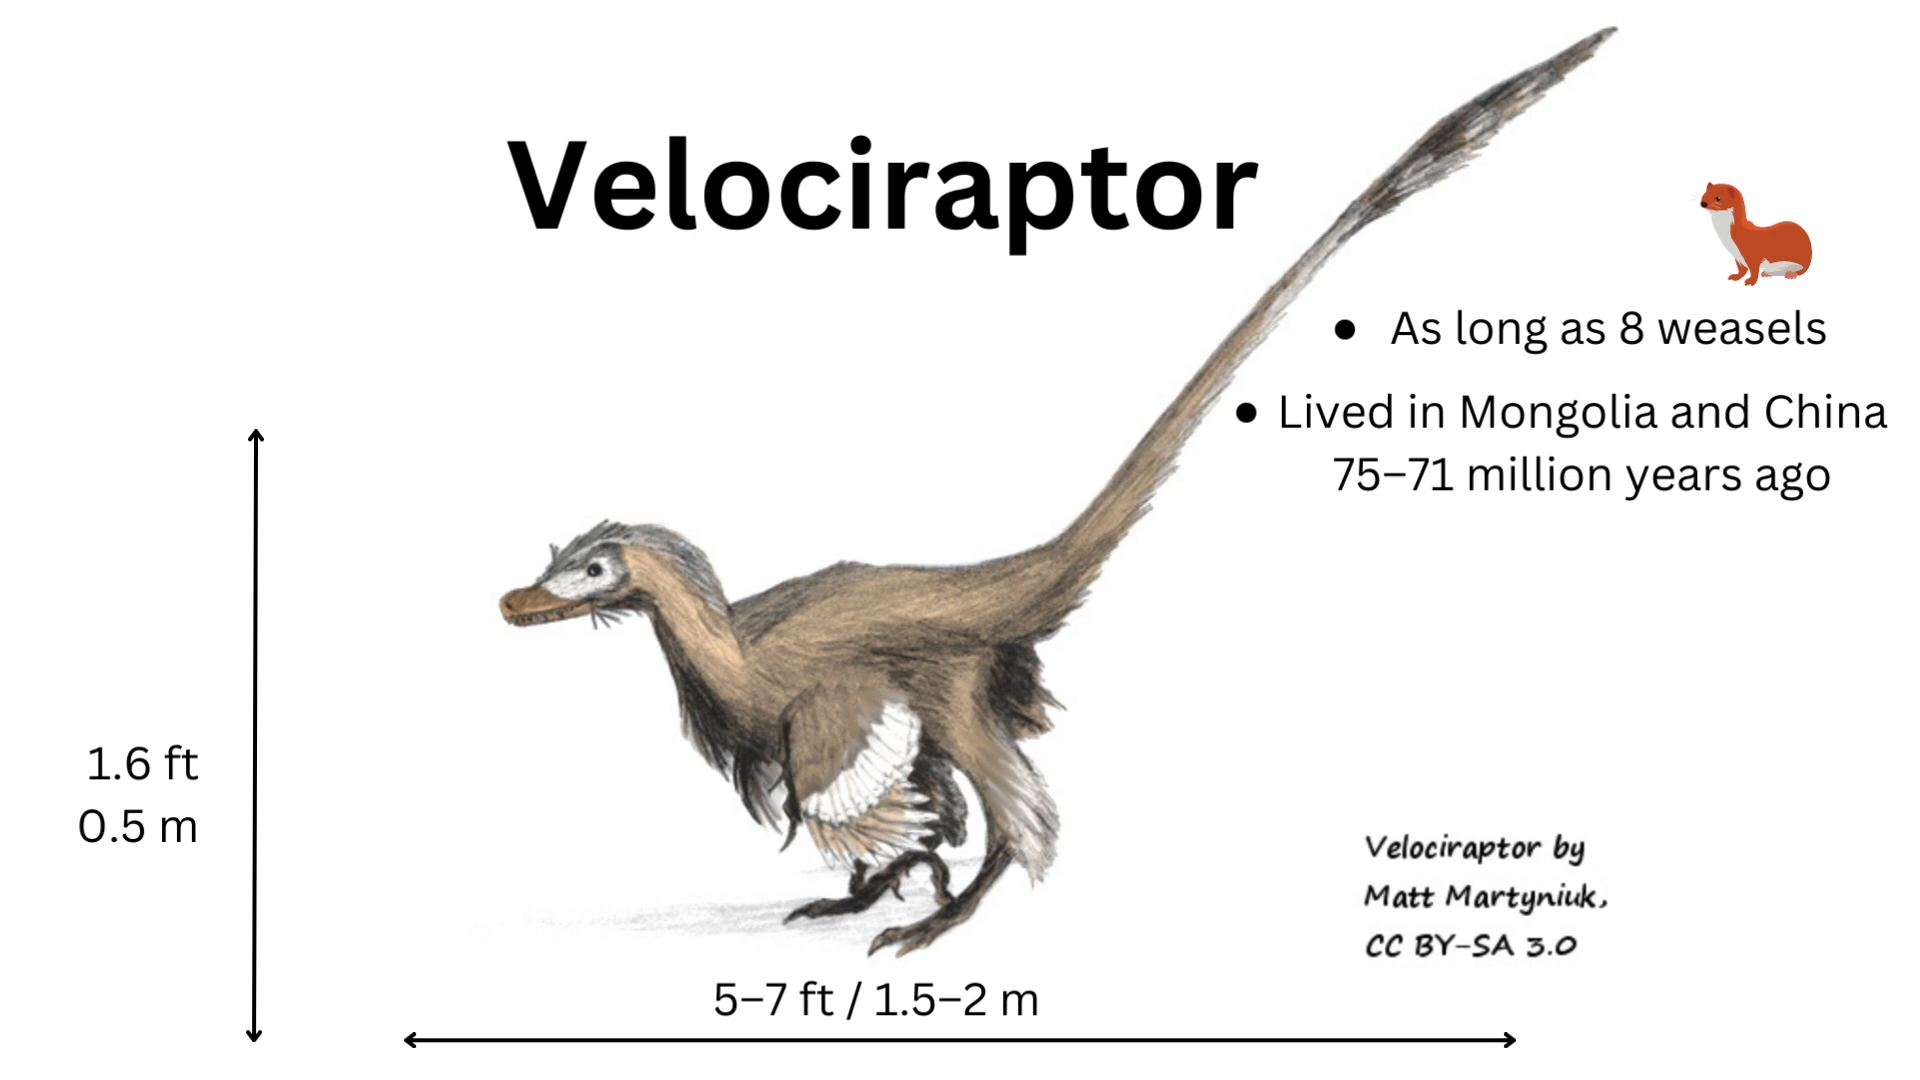 Velociraptor
• As long as 8 weasels
• Lived in Mongolia and China
75–71 million years ago
1.6 ft
0.5 m
Velociraptor by
Matt Martyniuk,
CC BY-SA 3.0
5–7 ft / 1.5–2 m